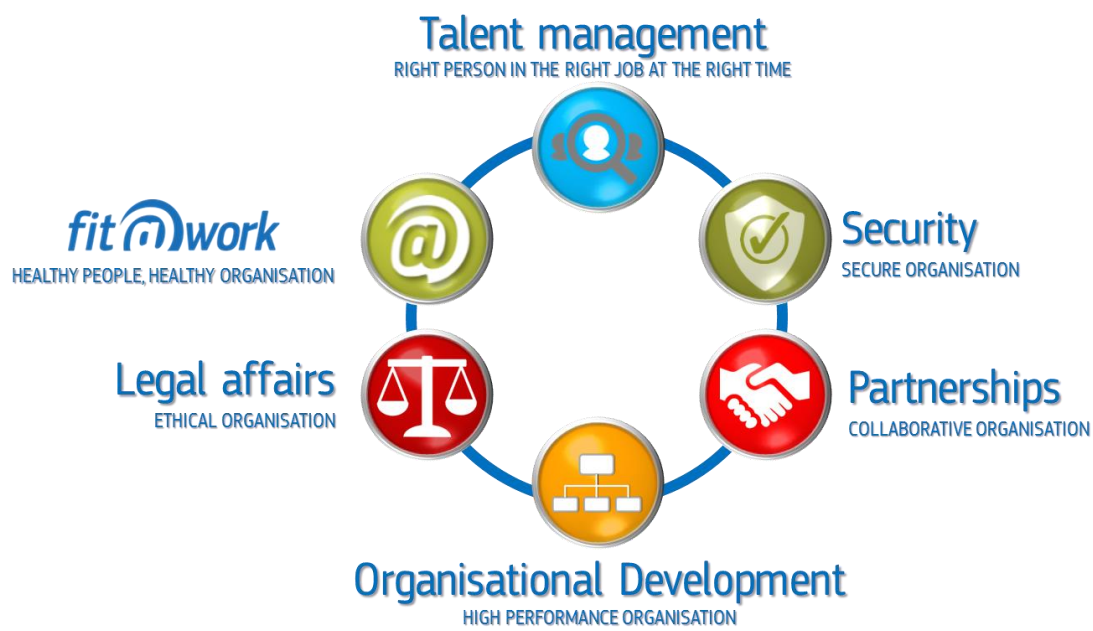 Talent management
RIGHT PERSON IN THE RIGHT JOB AT THE RIGHT TIME
fit@work
HEALTHY PEOPLE, HEALTHY ORGANISATION
@
Security
SECURE ORGANISATION
Legal affairs
ETHICAL ORGANISATION
Partnerships
COLLABORATIVE ORGANISATION
Organisational Development
HIGH PERFORMANCE ORGANISATION